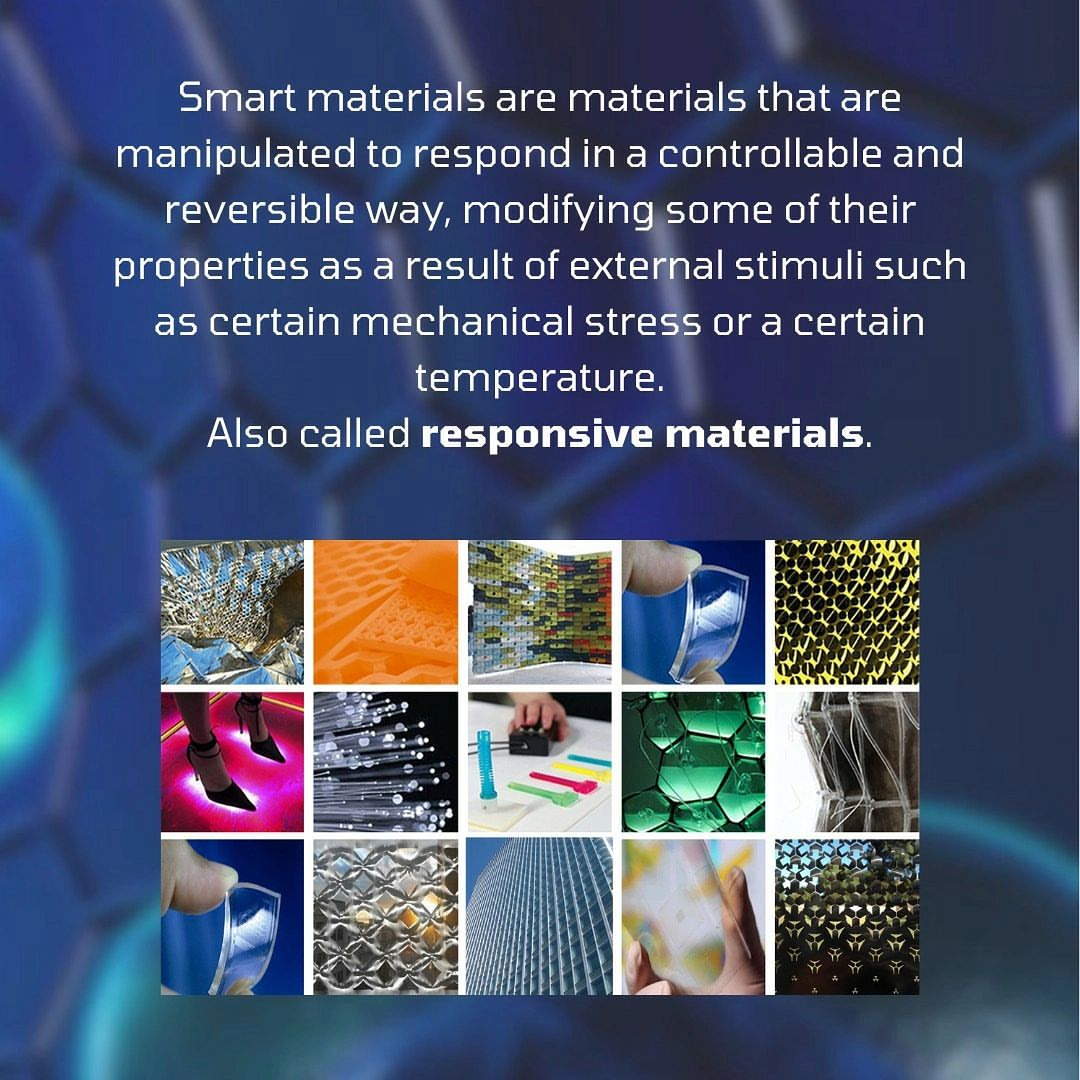 Smart materials are materials that are
manipulated to respond in a controllable and
reversible way, modifying some of their
properties as a result of external stimuli such
as certain mechanical stress or a certain
temperature.
Also called responsive materials.